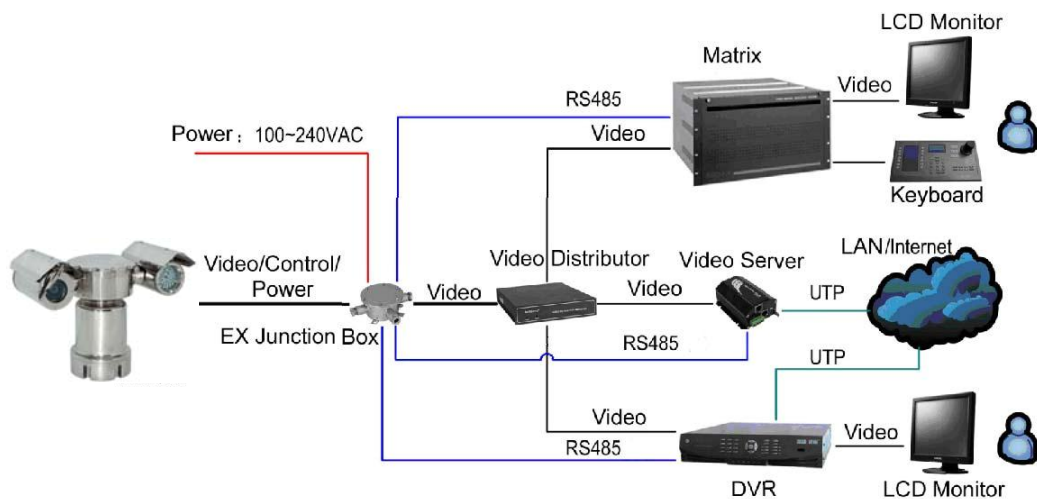 LCD Monitor
Matrix
Video
RS485
Power：100~240VAC
Video
Keyboard
Video/Control/
Power
Video Distributor
Video Server
LAN/Internet
Video
Video
UTP
EX Junction Box
RS485
UTP
Video
Video
RS485
DVR
LCD Monitor